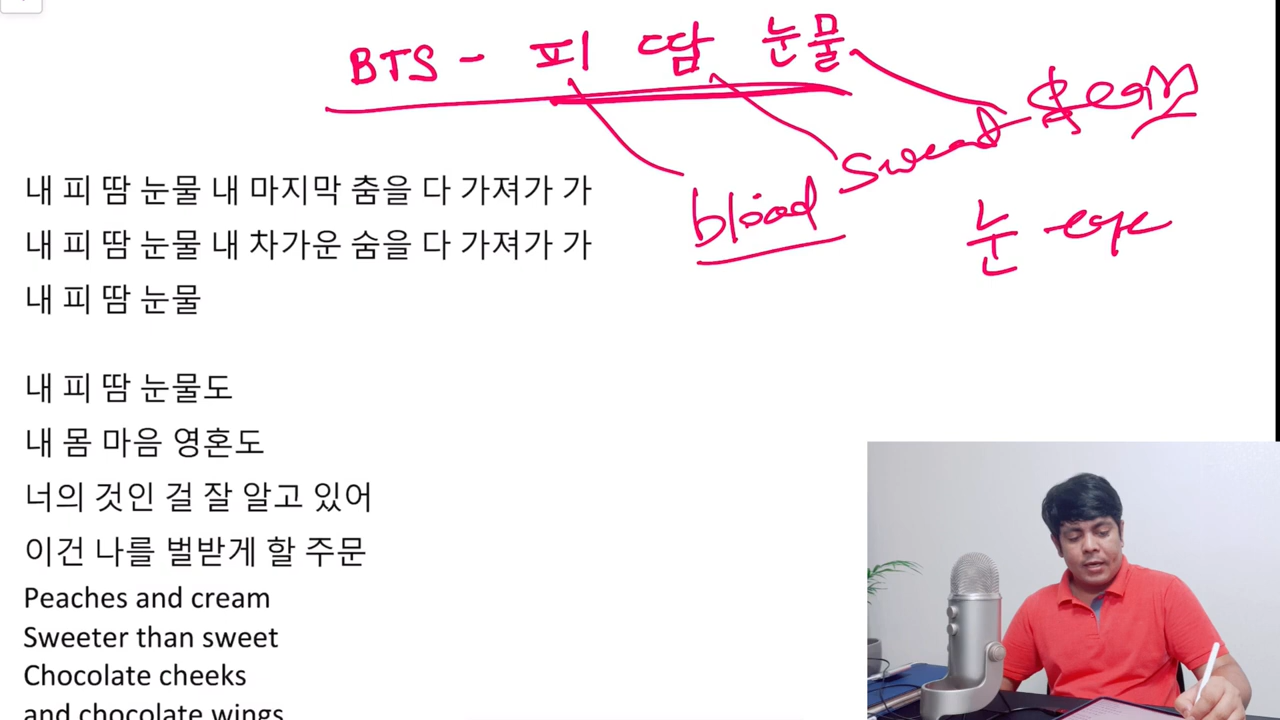 BTS - 피 땀 눈물
blood
sweat
눈 - eye
내 피 땀 눈물 내 마지막 춤을 다 가져가 가
내 피 땀 눈물 내 차가운 숨을 다 가져가 가
내 피 땀 눈물
내 피 땀 눈물도
내 몸 마음 영혼도
너의 것인 걸 잘 알고 있어
이건 나를 벌받게 할 주문
Peaches and cream
Sweeter than sweet
Chocolate cheeks
and chocolate wings